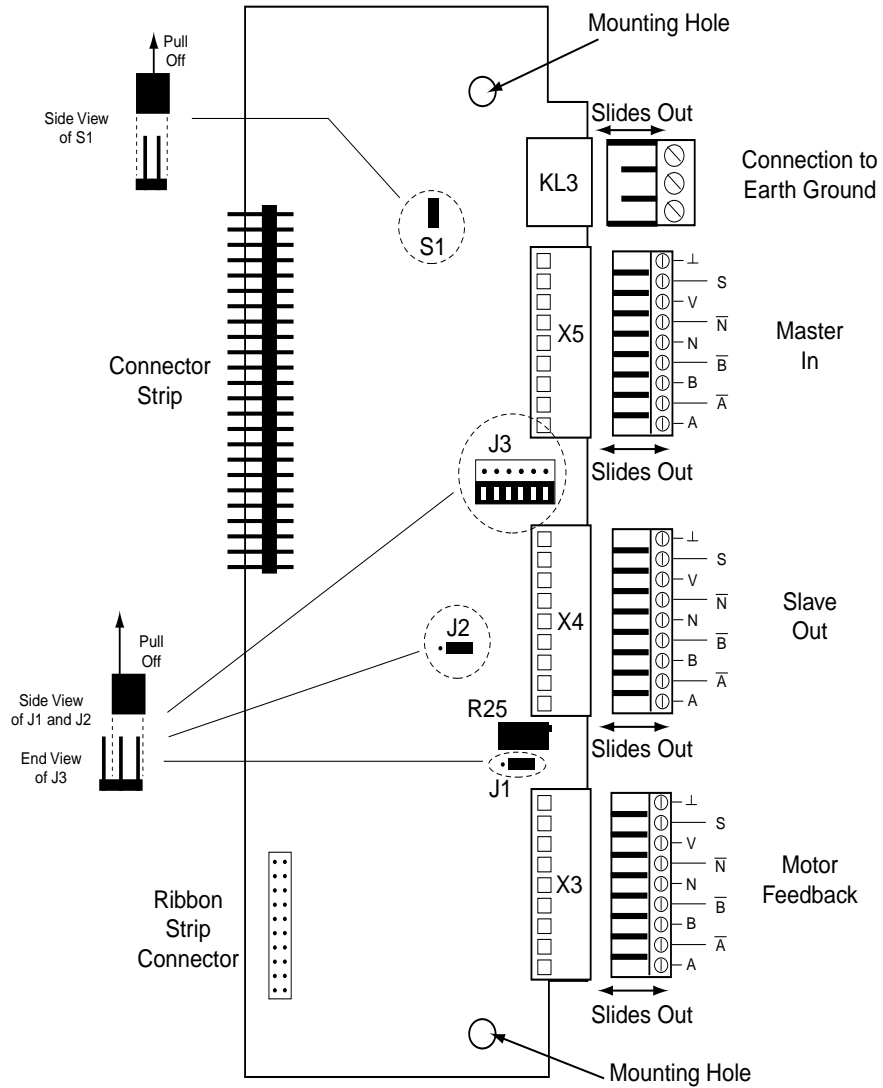 Mounting Hole
Pull
Off
Side View
of S1
Slides Out
KL3
Connection to
Earth Ground
S1
⊥
S
V
N̅
N
B̅
B
A̅
A
X5
Master
In
Connector
Strip
J3
Slides Out
⊥
S
V
N̅
N
B̅
B
A̅
A
X4
Slave
Out
J2
Pull
Off
Side View
of J1 and J2
End View
of J3
R25
Slides Out
J1
⊥
S
V
N̅
N
B̅
B
A̅
A
X3
Motor
Feedback
Ribbon
Strip
Connector
Slides Out
Mounting Hole